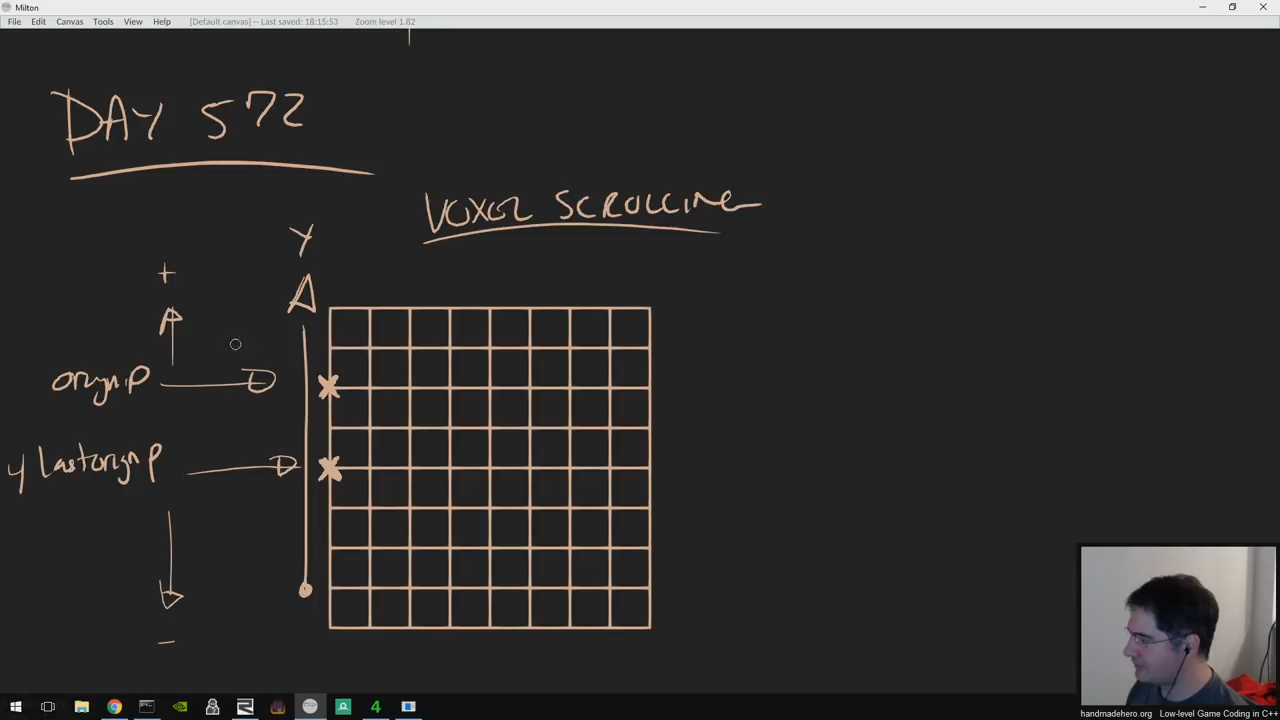 Milton
File Edit Canvas Tools View Help [Default canvas] — Last saved: 18:15:53 Zoom level 1.82
DAY 572
VOXEL SCROLLING
Y
+
originP
4 lastoriginP
-
handmadehero.org Low-level Game Coding in C++